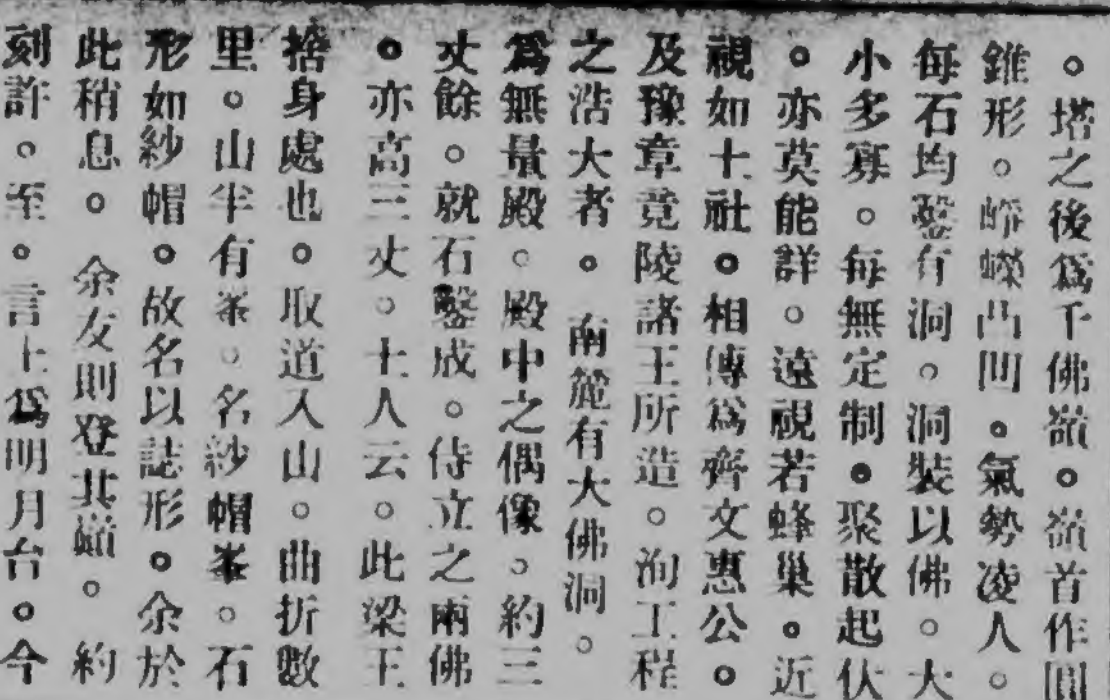 。塔之後爲千佛嶺。嶺首作圓
錐形。崢嶸凸凹。氣勢凌人。
每石均鑿有洞。洞裝以佛。大
小多寡。每無定制。聚散起伏
。亦莫能詳。遠視若蜂巢。近
視如土社。相傳爲齊文惠公。
及豫章竟陵諸王所造。洵工程
之浩大者。南麓有大佛洞。
爲無量殿。殿中之偶像。約三
丈餘。就石鑿成。侍立之兩佛
。亦高三丈。土人云。此梁王
捨身處也。取道入山。曲折數
里。山半有峯。名紗帽峯。石
形如紗帽。故名以誌形。余於
此稍息。余友則登其巓。約
刻許。至。言上爲明月台。今